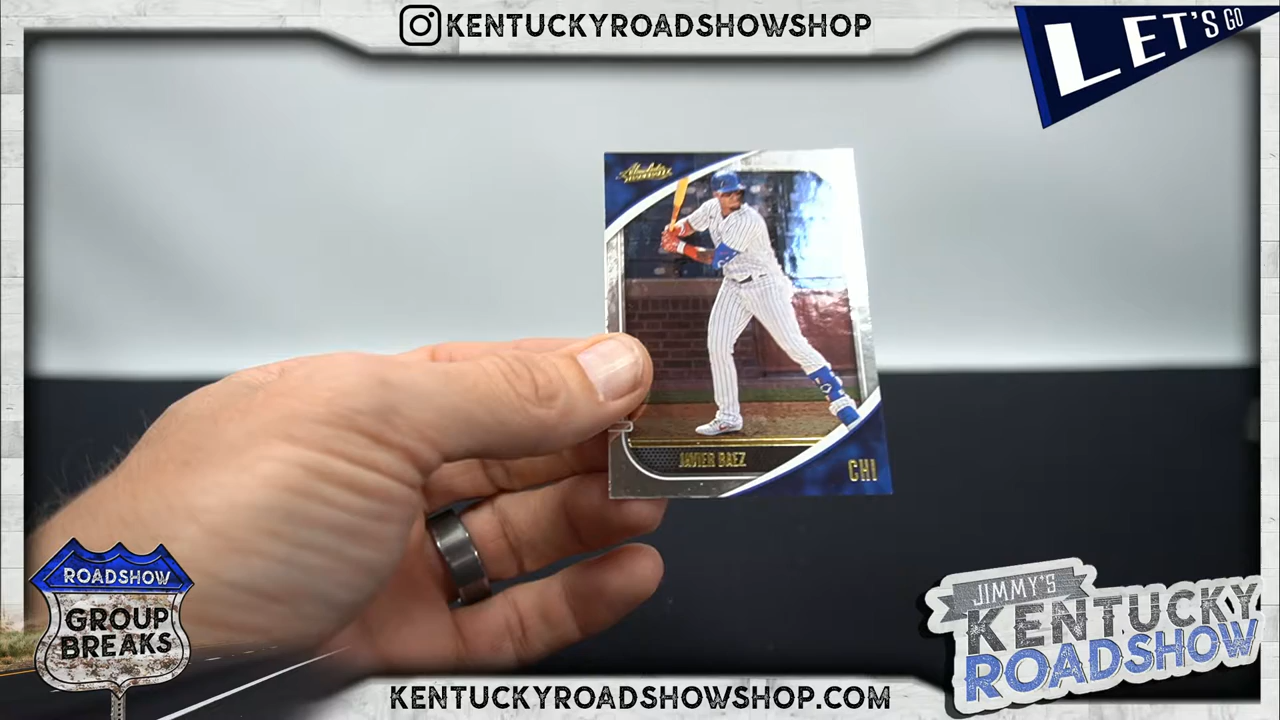 KENTUCKYROADSHOWSHOP
LET'S GO
Absolute
JAVIER BAEZ
CHI
ROADSHOW
GROUP
BREAKS
JIMMY'S
KENTUCKY
ROADSHOW
KENTUCKYROADSHOWSHOP.COM